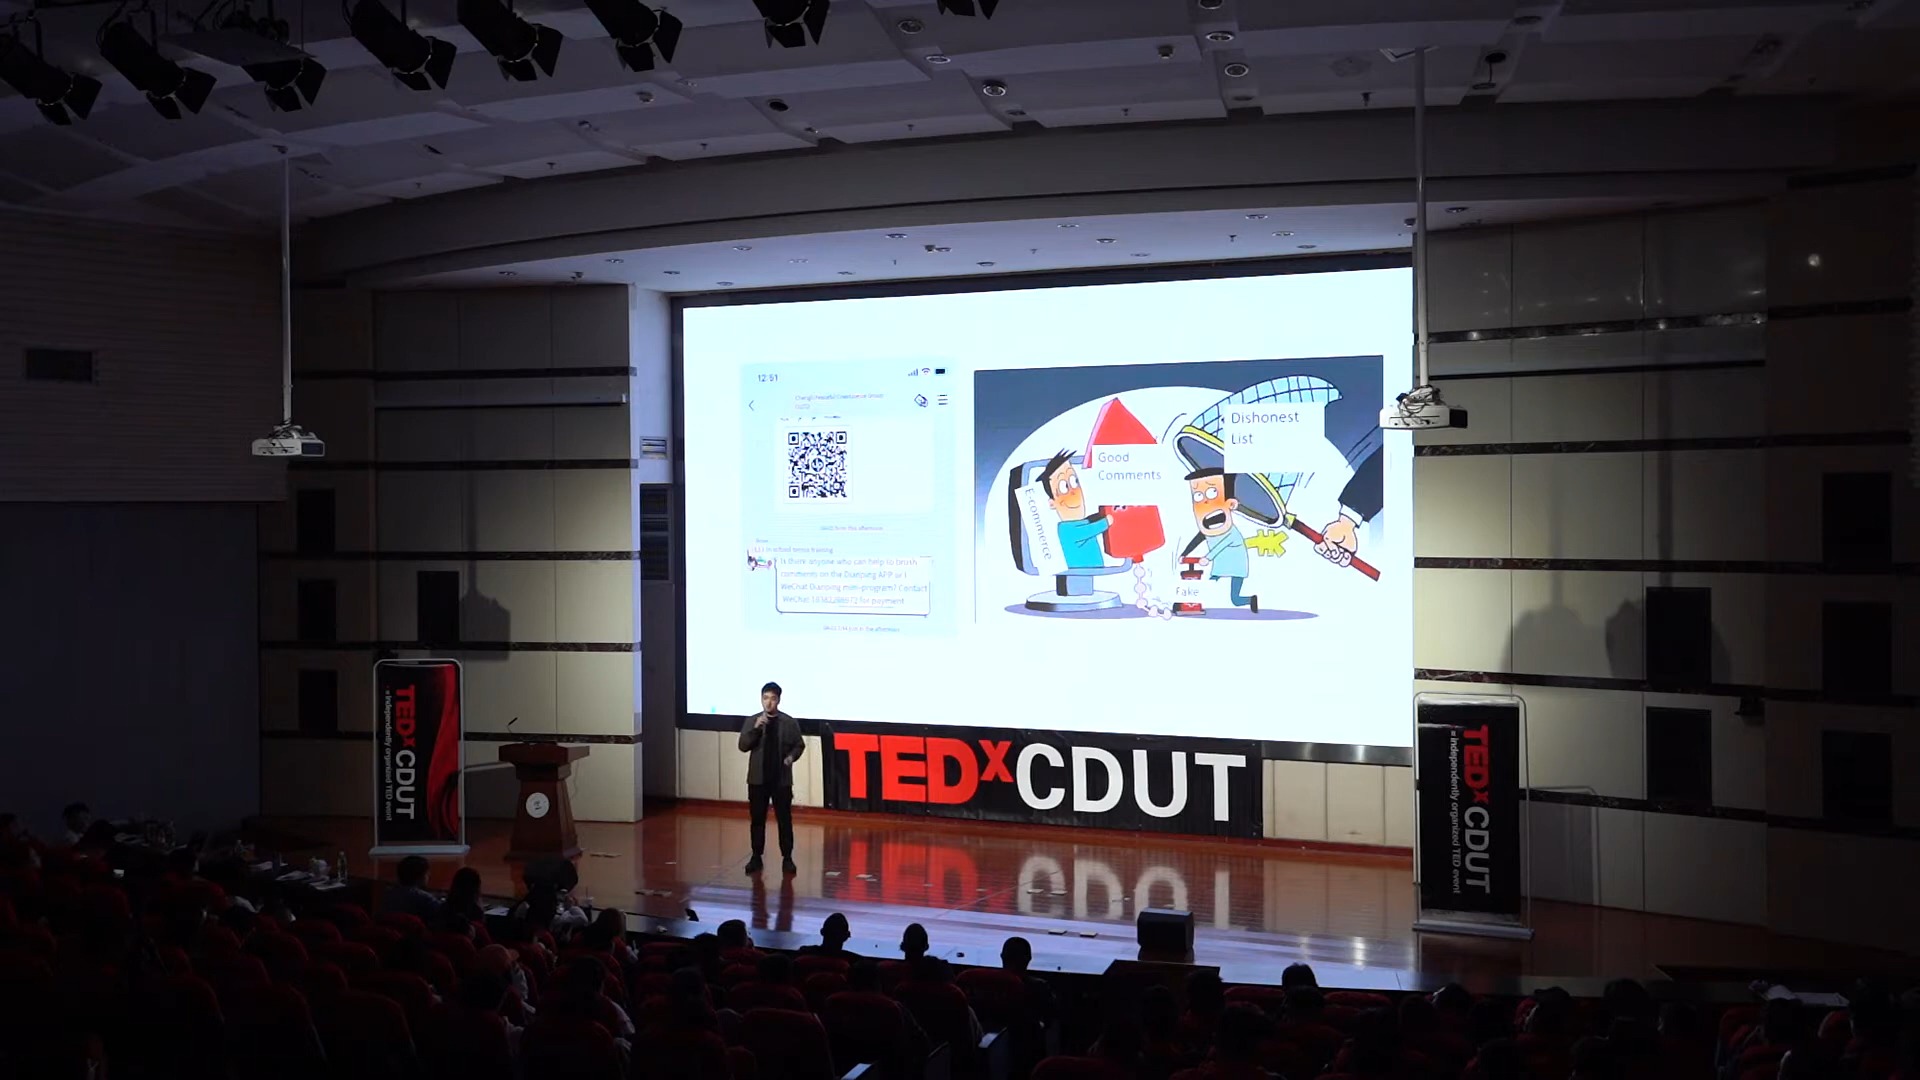 12:51
Is there anyone who can help to brush
comments on the Dianping APP or
WeChat Dianping mini-program? Contact
for payment
E-commerce
Good
Comments
Dishonest
List
Fake
TEDxCDUT
TEDxCDUT
x = independently organized TED event
TEDxCDUT
x = independently organized TED event